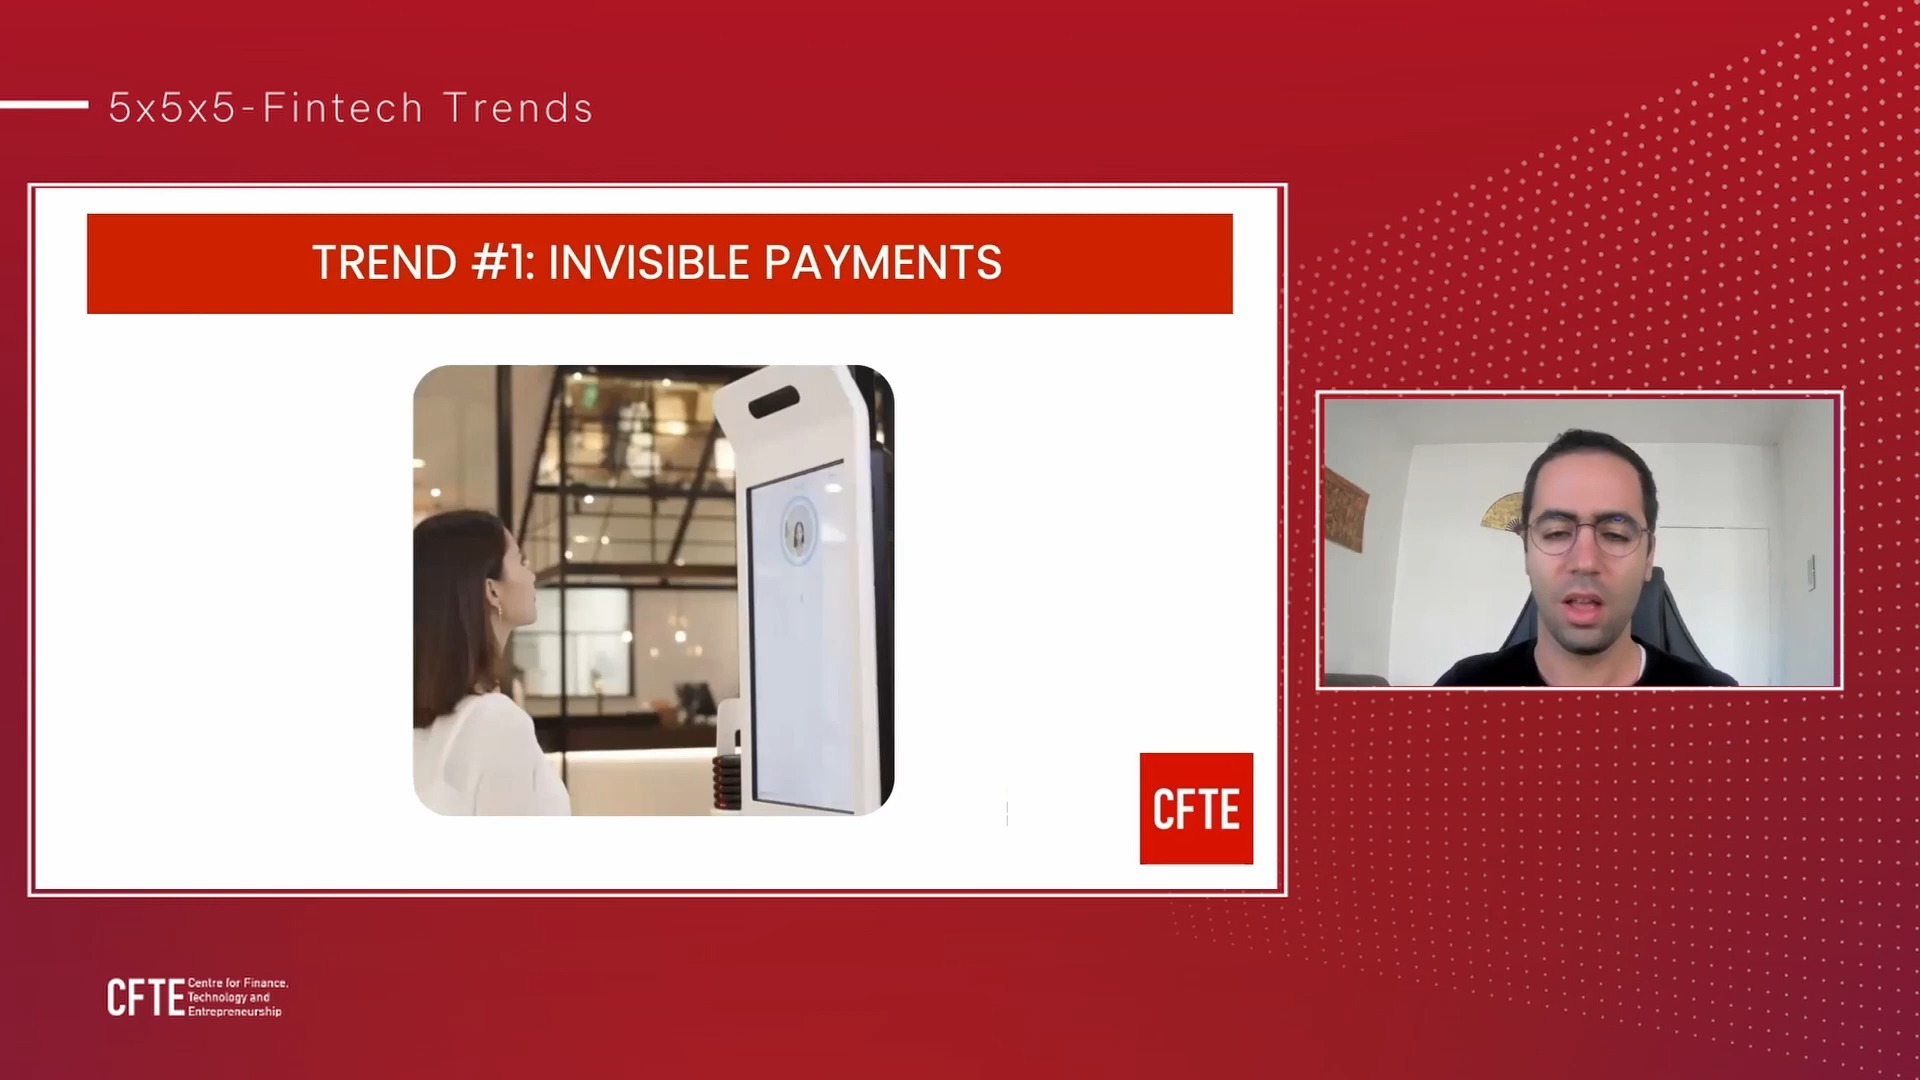 5x5x5-Fintech Trends
TREND #1: INVISIBLE PAYMENTS
CFTE
CFTE
Centre for Finance,
Technology and
Entrepreneurship